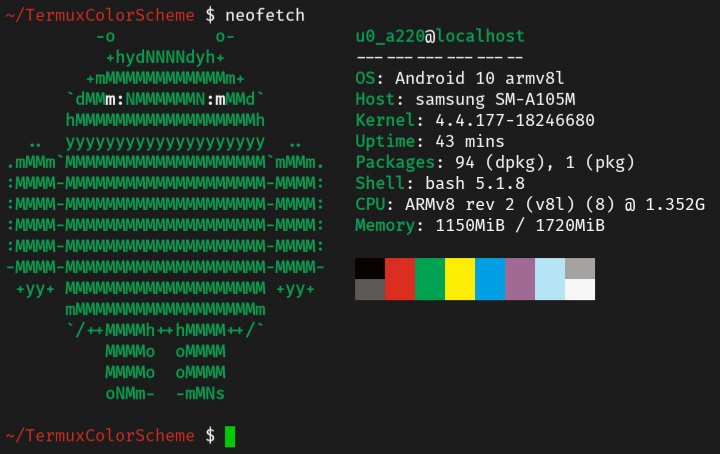 ~/TermuxColorScheme $ neofetch
         -o          o-            u0_a220@localhost
          +hydNNNNdyh+             -----------------
        +mMMMMMMMMMMMMm+           OS: Android 10 armv8l
      `dMMm:NMMMMMMN:mMMd`         Host: samsung SM-A105M
      hMMMMMMMMMMMMMMMMMMh         Kernel: 4.4.177-18246680
  ..  yyyyyyyyyyyyyyyyyyyy  ..     Uptime: 43 mins
.mMMm`MMMMMMMMMMMMMMMMMMMM`mMMm.   Packages: 94 (dpkg), 1 (pkg)
:MMMM-MMMMMMMMMMMMMMMMMMMM-MMMM:   Shell: bash 5.1.8
:MMMM-MMMMMMMMMMMMMMMMMMMM-MMMM:   CPU: ARMv8 rev 2 (v8l) (8) @ 1.352G
:MMMM-MMMMMMMMMMMMMMMMMMMM-MMMM:   Memory: 1150MiB / 1720MiB
:MMMM-MMMMMMMMMMMMMMMMMMMM-MMMM:
-MMMM-MMMMMMMMMMMMMMMMMMMM-MMMM-
 +yy+ MMMMMMMMMMMMMMMMMMMM +yy+
      mMMMMMMMMMMMMMMMMMMm
      `/++MMMMh++hMMMM++/`
          MMMMo  oMMMM
          MMMMo  oMMMM
          oNMm-  -mMNs
~/TermuxColorScheme $